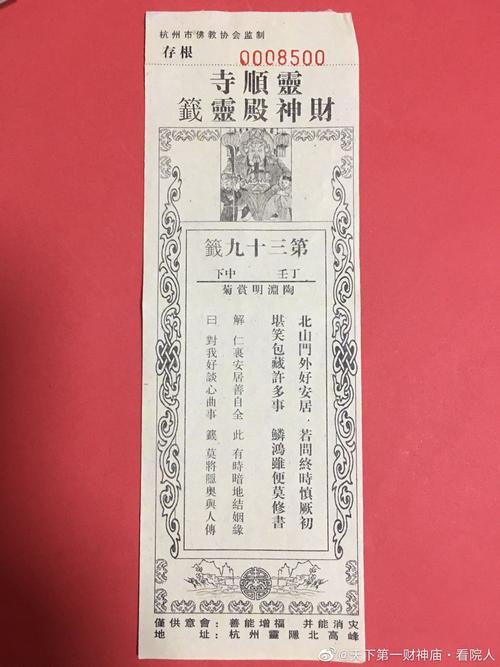 杭州市佛教协会监制
存根
0008500
靈順寺
財神殿靈籤
第三十九籤
丁壬 中下
陶淵明賞菊
北山門外好安居．若問終時慎厥初
堪笑包藏許多事 鱗鴻雖便莫修書
解 仁裏安居善自全 此 有時暗地結姻緣
曰 對我好談心曲事 籤 莫將隱奧與人傳
僅供意會：善能增福 并能消灾
地址：杭州靈隱北高峰
@天下第一财神庙·看院人